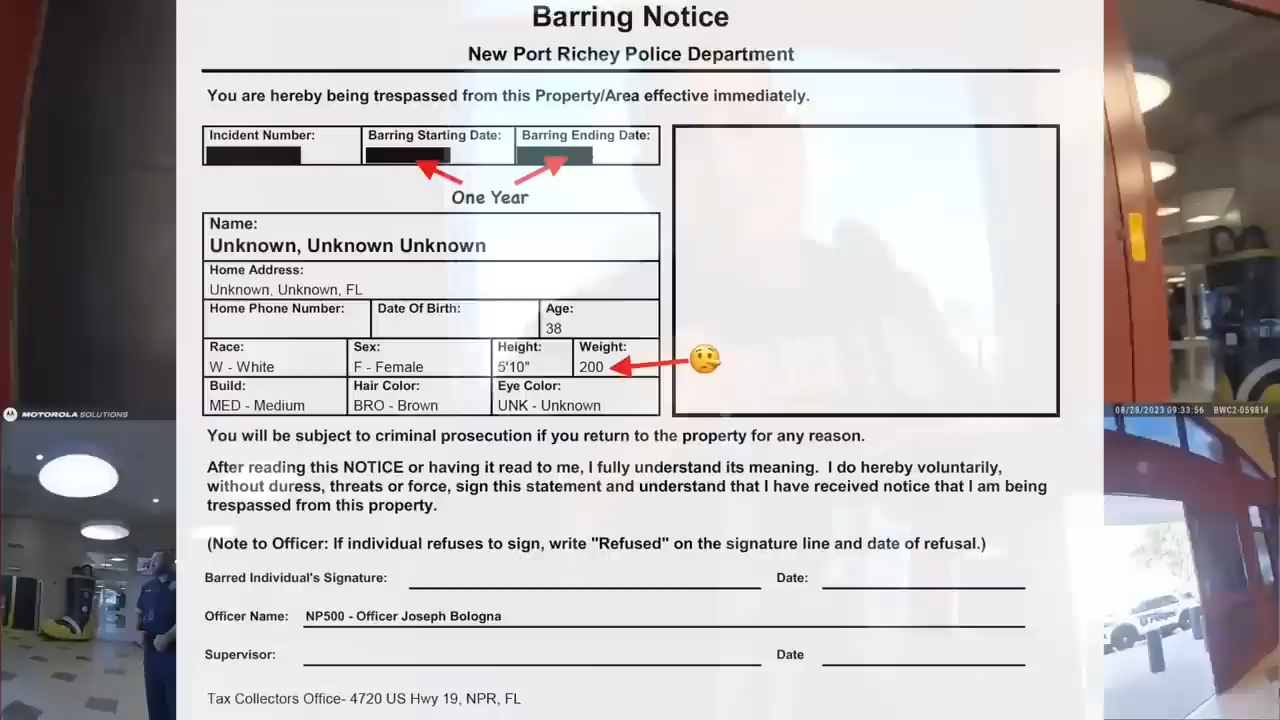 Barring Notice
New Port Richey Police Department
You are hereby being trespassed from this Property/Area effective immediately.
Incident Number: Barring Starting Date: Barring Ending Date:
One Year
Name:
Unknown, Unknown Unknown
Home Address:
Unknown, Unknown, FL
Home Phone Number: Date Of Birth: Age:
38
Race: Sex: Height: Weight:
W - White F - Female 5'10" 200
Build: Hair Color: Eye Color:
MED - Medium BRO - Brown UNK - Unknown
MOTOROLA SOLUTIONS
08/28/2023 09:33:56 BWC2-059814
You will be subject to criminal prosecution if you return to the property for any reason.
After reading this NOTICE or having it read to me, I fully understand its meaning. I do hereby voluntarily,
without duress, threats or force, sign this statement and understand that I have received notice that I am being
trespassed from this property.
(Note to Officer: If individual refuses to sign, write "Refused" on the signature line and date of refusal.)
Barred Individual's Signature: Date:
Officer Name: NP500 - Officer Joseph Bologna
Supervisor: Date
Tax Collectors Office- 4720 US Hwy 19, NPR, FL